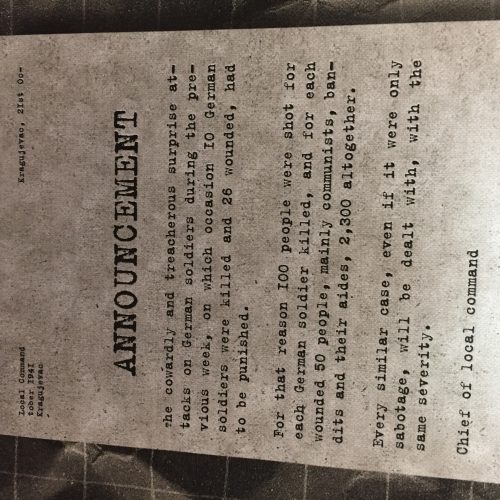 Local Command Kragujevac, 21st Oc-
tober 1941
Kragujevac
ANNOUNCEMENT
The cowardly and treacherous surprise at-
tacks on German soldiers during the pre-
vious week, on which occasion IO German
soldiers were killed and 26 wounded, had
to be punished.
For that reason IOO people were shot for
each German soldier killed, and for each
wounded 50 people, mainly communists, ban-
dits and their aides, 2,300 altogether.
Every similar case, even if it were only
sabotage, will be dealt with, with the
same severity.
Chief of local command